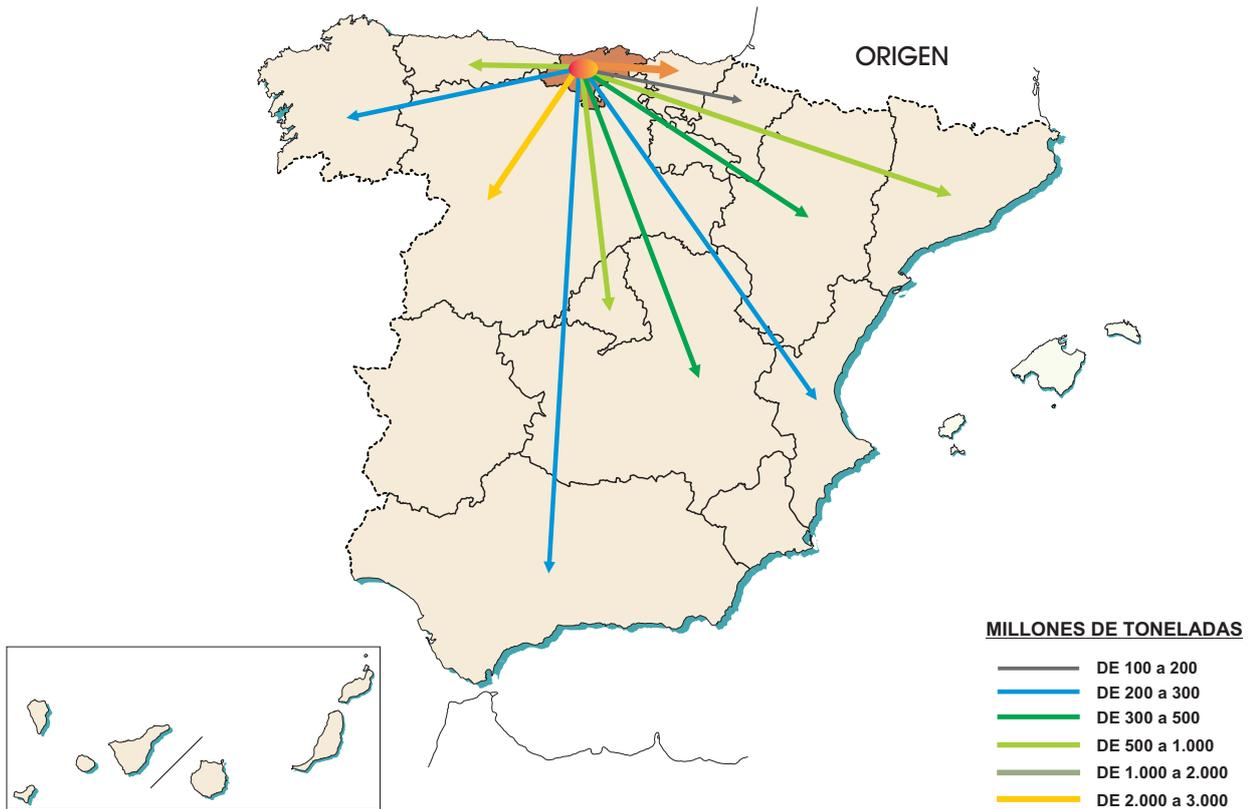 ORIGEN
MILLONES DE TONELADAS
DE 100 a 200
DE 200 a 300
DE 300 a 500
DE 500 a 1.000
DE 1.000 a 2.000
DE 2.000 a 3.000